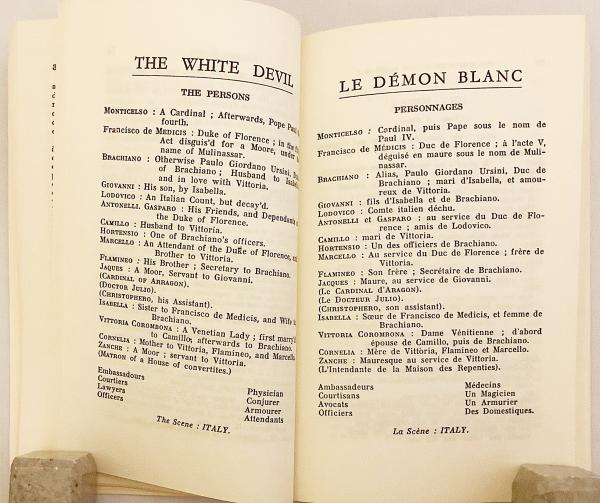 THE WHITE DEVIL
THE PERSONS
MONTICELSO : A Cardinal ; Afterwards, Pope Paul
fourth.
Francisco de MEDICIS : Duke of Florence ; in the
Act disguis'd for a Moore, under
name of Mulinassar.
BRACHIANO : Otherwise Paulo Giordano Ursini,
of Brachiano ; Husband to
and in love with Vittoria.
GIOVANNI : His son, by Isabella.
LODOVICO : An Italian Count, but decay'd.
ANTONELLI, GASPARO : His Friends, and Dependants
the Duke of Florence.
CAMILLO : Husband to Vittoria.
HORTENSIO : One of Brachiano's officers.
MARCELLO : An Attendant of the Duke of Florence, and
Brother to Vittoria.
FLAMINEO : His Brother ; Secretary to Brachiano.
JAQUES : A Moor, Servant to Giovanni.
(CARDINAL OF ARRAGON).
(DOCTOR JULIO).
(CHRISTOPHERO, his Assistant).
ISABELLA : Sister to Francisco de Medicis, and Wife
Brachiano.
VITTORIA COROMBONA : A Venetian Lady ; first marry'd
to Camillo; afterwards to Brachiano.
CORNELIA : Mother to Vittoria, Flamineo, and Marcello
ZANCHE : A Moor ; servant to Vittoria.
(MATRON of a House of convertites.)
Embassadours Physician
Courtiers Conjurer
Lawyers Armourer
Officers Attendants
The Scene : ITALY.
LE DÉMON BLANC
PERSONNAGES
MONTICELSO : Cardinal, puis Pape sous le nom de
Paul IV.
Francisco de MÉDICIS : Duc de Florence ; à l'acte V,
déguisé en maure sous le nom de Muli-
nassar.
BRACHIANO : Alias, Paulo Giordano Ursini, Duc de
Brachiano ; mari d'Isabella, et amou-
reux de Vittoria.
GIOVANNI : fils d'Isabella et de Brachiano.
LODOVICO : Comte italien déchu.
ANTONELLI et GASPARO : au service du Duc de Flo-
rence ; amis de Lodovico.
CAMILLO : mari de Vittoria.
HORTENSIO : Un des officiers de Brachiano.
MARCELLO : Au service du Duc de Florence ; frère de
Vittoria.
FLAMINEO : Son frère ; Secrétaire de Brachiano.
JACQUES : Maure, au service de Giovanni.
(LE CARDINAL D'ARAGON).
(LE DOCTEUR JULIO).
(CHRISTOPHERO, son assistant).
ISABELLA : Sœur de Francisco de Medicis, et femme de
Brachiano.
VITTORIA COROMBONA : Dame Vénitienne ; d'abord
épouse de Camillo, puis de Brachiano.
CORNELIA : Mère de Vittoria, Flamineo et Marcello.
ZANCHE : Mauresque au service de Vittoria.
(L'Intendante de la Maison des Repenties).
Ambassadeurs Médecins
Courtisans Un Magicien
Avocats Un Armurier
Officiers Des Domestiques.
La Scène : ITALY.